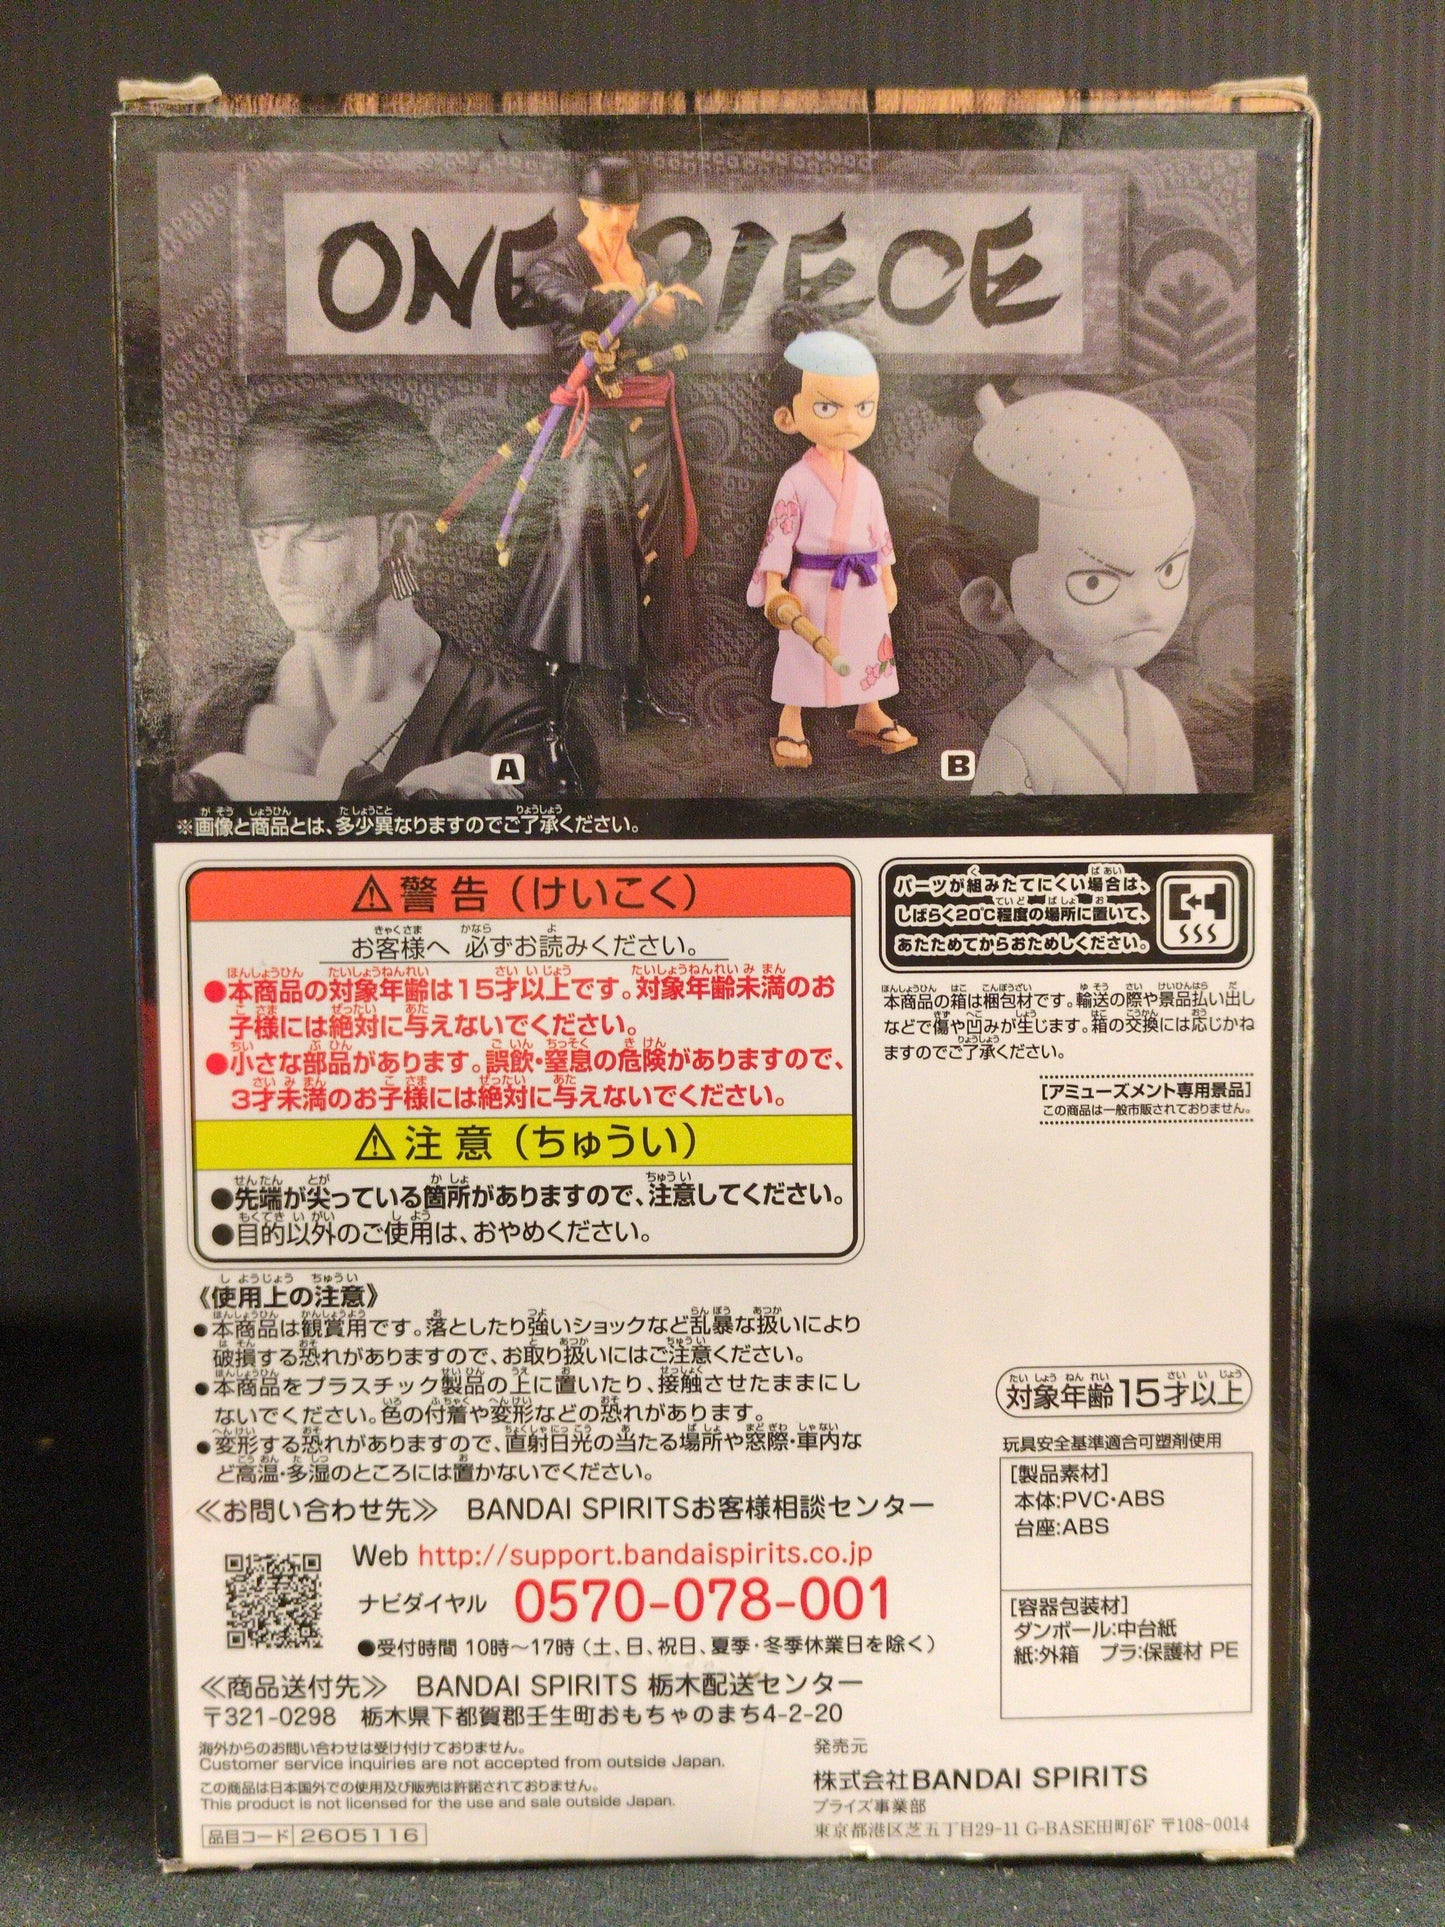 ONE PIECE
A
B
※画像と商品とは、多少異なりますのでご了承ください。
⚠警告（けいこく）
お客様へ 必ずお読みください。
●本商品の対象年齢は15才以上です。対象年齢未満のお
子様には絶対に与えないでください。
●小さな部品があります。誤飲・窒息の危険がありますので、
3才未満のお子様には絶対に与えないでください。
⚠注意（ちゅうい）
●先端が尖っている箇所がありますので、注意してください。
●目的以外のご使用は、おやめください。
パーツが組みたてにくい場合は、
しばらく20℃程度の場所に置いて、
あたためてからおためしください。
本商品の箱は梱包材です。輸送の際や景品払い出し
などで傷や凹みが生じます。箱の交換には応じかね
ますのでご了承ください。
[アミューズメント専用景品]
この商品は一般市販されておりません。
《使用上の注意》
●本商品は観賞用です。落としたり強いショックなど乱暴な扱いにより
破損する恐れがありますので、お取り扱いにはご注意ください。
●本商品をプラスチック製品の上に置いたり、接触させたままにし
ないでください。色の付着や変形などの恐れがあります。
●変形する恐れがありますので、直射日光の当たる場所や窓際・車内な
ど高温・多湿のところには置かないでください。
≪お問い合わせ先≫ BANDAI SPIRITSお客様相談センター
Web http://support.bandaispirits.co.jp
ナビダイヤル 0570-078-001
●受付時間 10時～17時（土、日、祝日、夏季・冬季休業日を除く）
≪商品送付先≫ BANDAI SPIRITS 栃木配送センター
〒321-0298 栃木県下都賀郡壬生町おもちゃのまち4-2-20
海外からのお問い合わせは受け付けておりません。
Customer service inquiries are not accepted from outside Japan.
この商品は日本国外での使用及び販売は許諾されておりません。
This product is not licensed for the use and sale outside Japan.
品目コード 2605116
対象年齢15才以上
玩具安全基準適合可塑剤使用
[製品素材]
本体:PVC・ABS
台座:ABS
[容器包装材]
ダンボール:中台紙
紙:外箱 プラ:保護材 PE
発売元
株式会社BANDAI SPIRITS
プライズ事業部
東京都港区芝五丁目29-11 G-BASE田町6F 〒108-0014